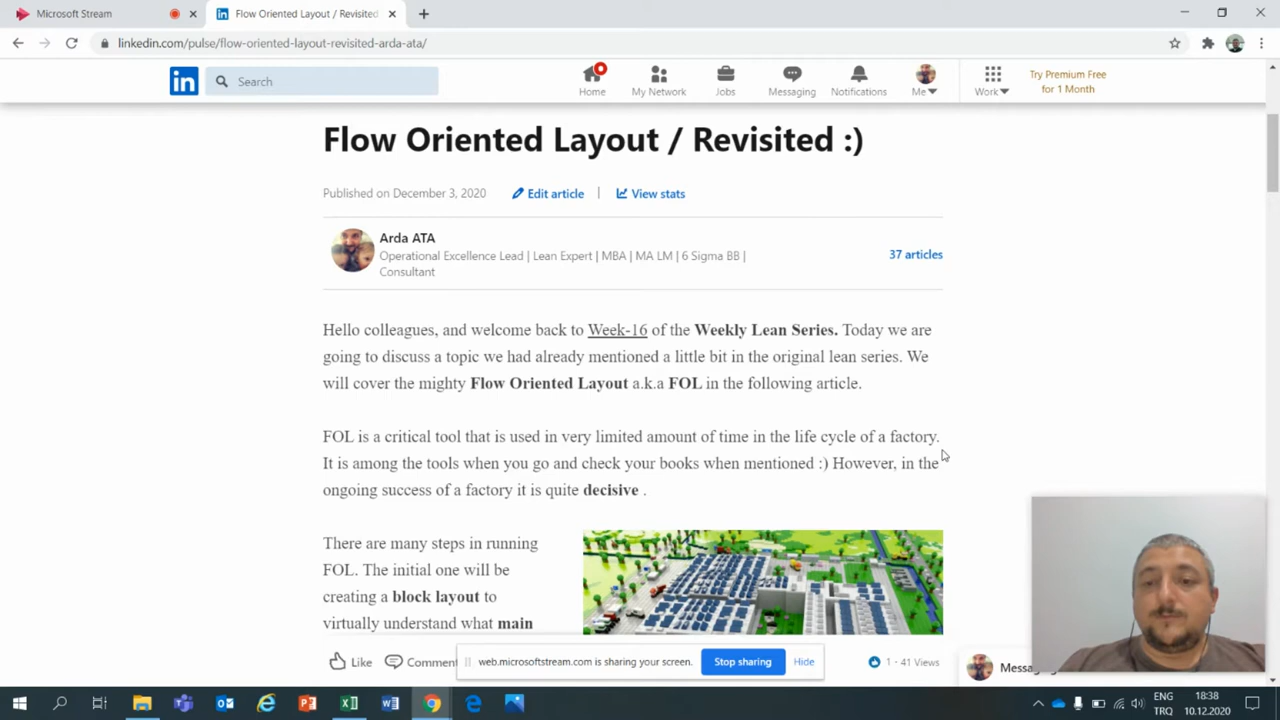 Microsoft Stream
Flow Oriented Layout / Revisited
linkedin.com/pulse/flow-oriented-layout-revisited-arda-ata/
in
Search
Home
My Network
Jobs
Messaging
Notifications
Me
Work
Try Premium Free
for 1 Month
Flow Oriented Layout / Revisited :)
Published on December 3, 2020
Edit article
View stats
Arda ATA
Operational Excellence Lead | Lean Expert | MBA | MA LM | 6 Sigma BB |
Consultant
37 articles
Hello colleagues, and welcome back to Week-16 of the Weekly Lean Series. Today we are
going to discuss a topic we had already mentioned a little bit in the original lean series. We
will cover the mighty Flow Oriented Layout a.k.a FOL in the following article.
FOL is a critical tool that is used in very limited amount of time in the life cycle of a factory.
It is among the tools when you go and check your books when mentioned :) However, in the
ongoing success of a factory it is quite decisive .
There are many steps in running
FOL. The initial one will be
creating a block layout to
virtually understand what main
Like
Comment
web.microsoftstream.com is sharing your screen.
Stop sharing
Hide
1 · 41 Views
Messag
ENG
TRQ
18:38
10.12.2020